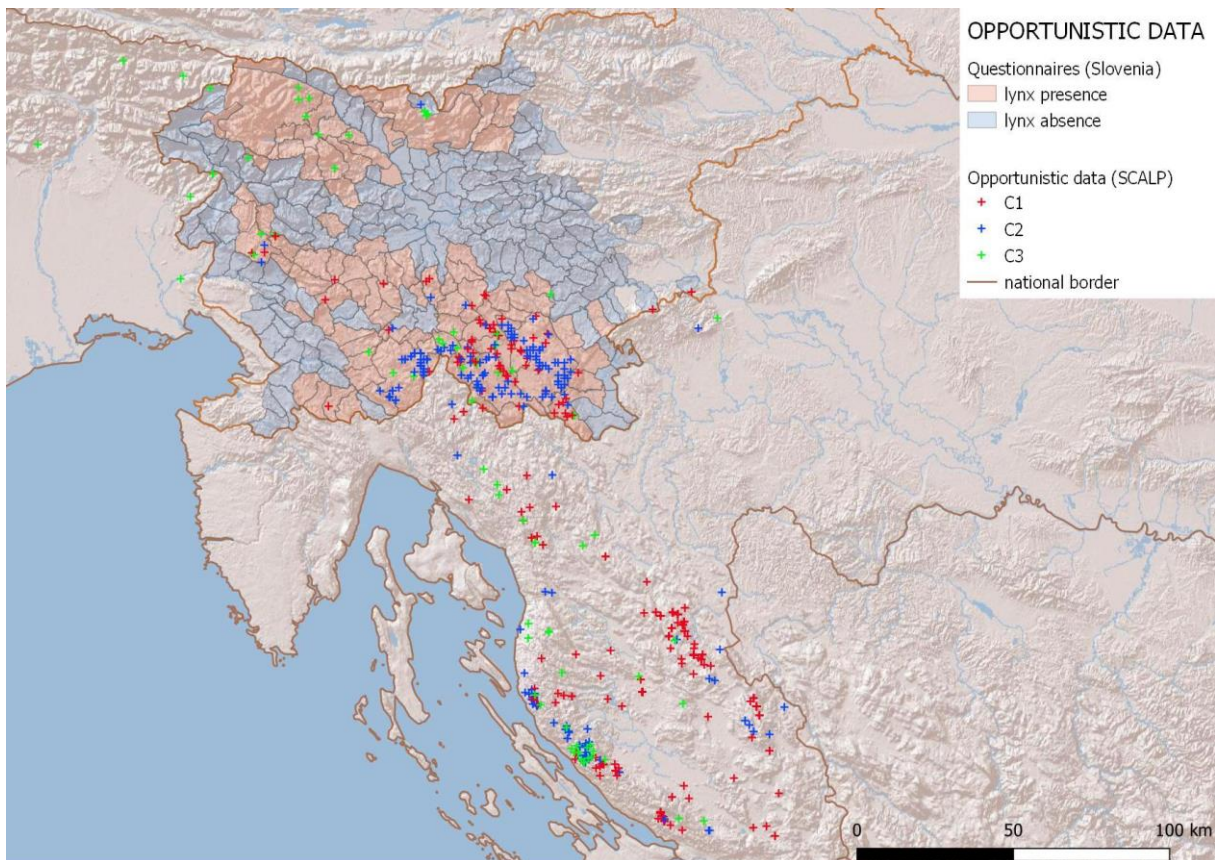 OPPORTUNISTIC DATA
Questionnaires (Slovenia)
lynx presence
lynx absence
Opportunistic data (SCALP)
C1
C2
C3
national border
0 50 100 km